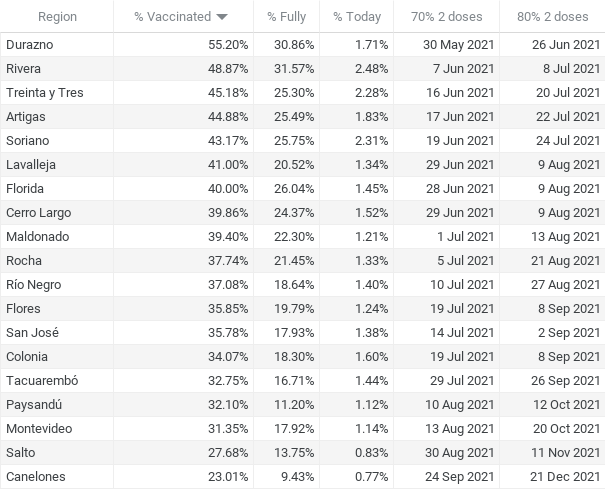 Region % Vaccinated % Fully % Today 70% 2 doses 80% 2 doses
Durazno 55.20% 30.86% 1.71% 30 May 2021 26 Jun 2021
Rivera 48.87% 31.57% 2.48% 7 Jun 2021 8 Jul 2021
Treinta y Tres 45.18% 25.30% 2.28% 16 Jun 2021 20 Jul 2021
Artigas 44.88% 25.49% 1.83% 17 Jun 2021 22 Jul 2021
Soriano 43.17% 25.75% 2.31% 19 Jun 2021 24 Jul 2021
Lavalleja 41.00% 20.52% 1.34% 29 Jun 2021 9 Aug 2021
Florida 40.00% 26.04% 1.45% 28 Jun 2021 9 Aug 2021
Cerro Largo 39.86% 24.37% 1.52% 29 Jun 2021 9 Aug 2021
Maldonado 39.40% 22.30% 1.21% 1 Jul 2021 13 Aug 2021
Rocha 37.74% 21.45% 1.33% 5 Jul 2021 21 Aug 2021
Río Negro 37.08% 18.64% 1.40% 10 Jul 2021 27 Aug 2021
Flores 35.85% 19.79% 1.24% 19 Jul 2021 8 Sep 2021
San José 35.78% 17.93% 1.38% 14 Jul 2021 2 Sep 2021
Colonia 34.07% 18.30% 1.60% 19 Jul 2021 8 Sep 2021
Tacuarembó 32.75% 16.71% 1.44% 29 Jul 2021 26 Sep 2021
Paysandú 32.10% 11.20% 1.12% 10 Aug 2021 12 Oct 2021
Montevideo 31.35% 17.92% 1.14% 13 Aug 2021 20 Oct 2021
Salto 27.68% 13.75% 0.83% 30 Aug 2021 11 Nov 2021
Canelones 23.01% 9.43% 0.77% 24 Sep 2021 21 Dec 2021